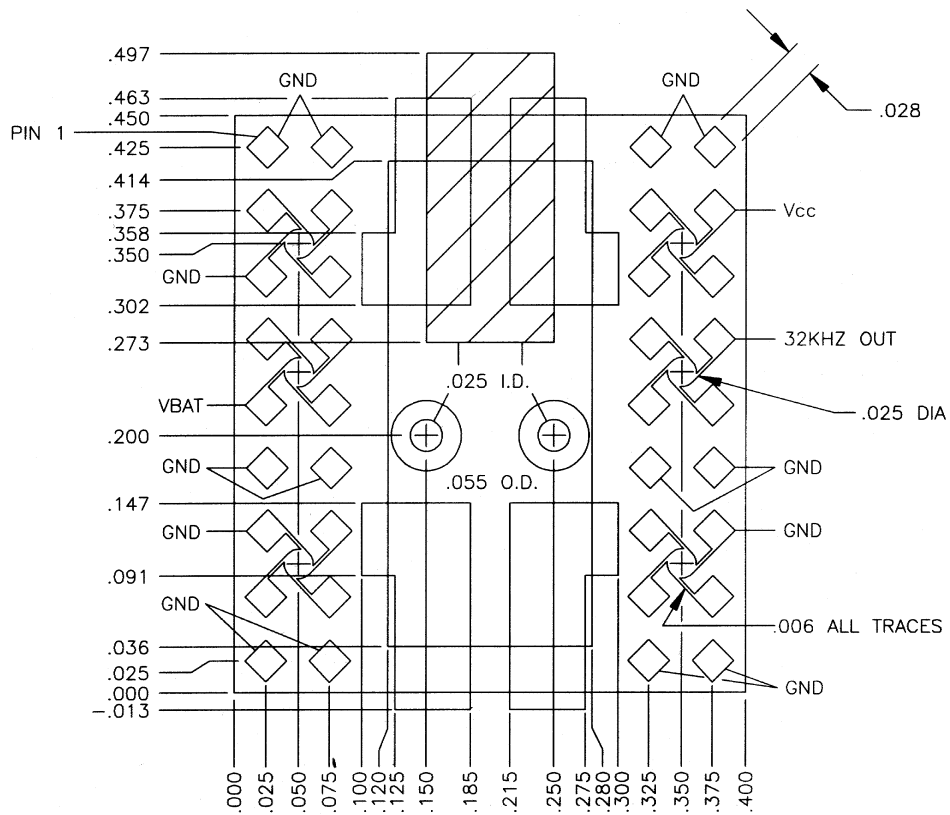 .497
GND
GND
.463
.450
.028
PIN 1
.425
.414
.375
Vcc
.358
.350
GND
.302
.273
32KHZ OUT
.025 I.D.
VBAT
.025 DIA
.200
GND
GND
.055 O.D.
.147
GND
GND
.091
GND
.006 ALL TRACES
.036
.025
GND
.000
-.013
.000
.025
.050
.075
.100
.120
.125
.150
.185
.215
.250
.275
.280
.300
.325
.350
.375
.400